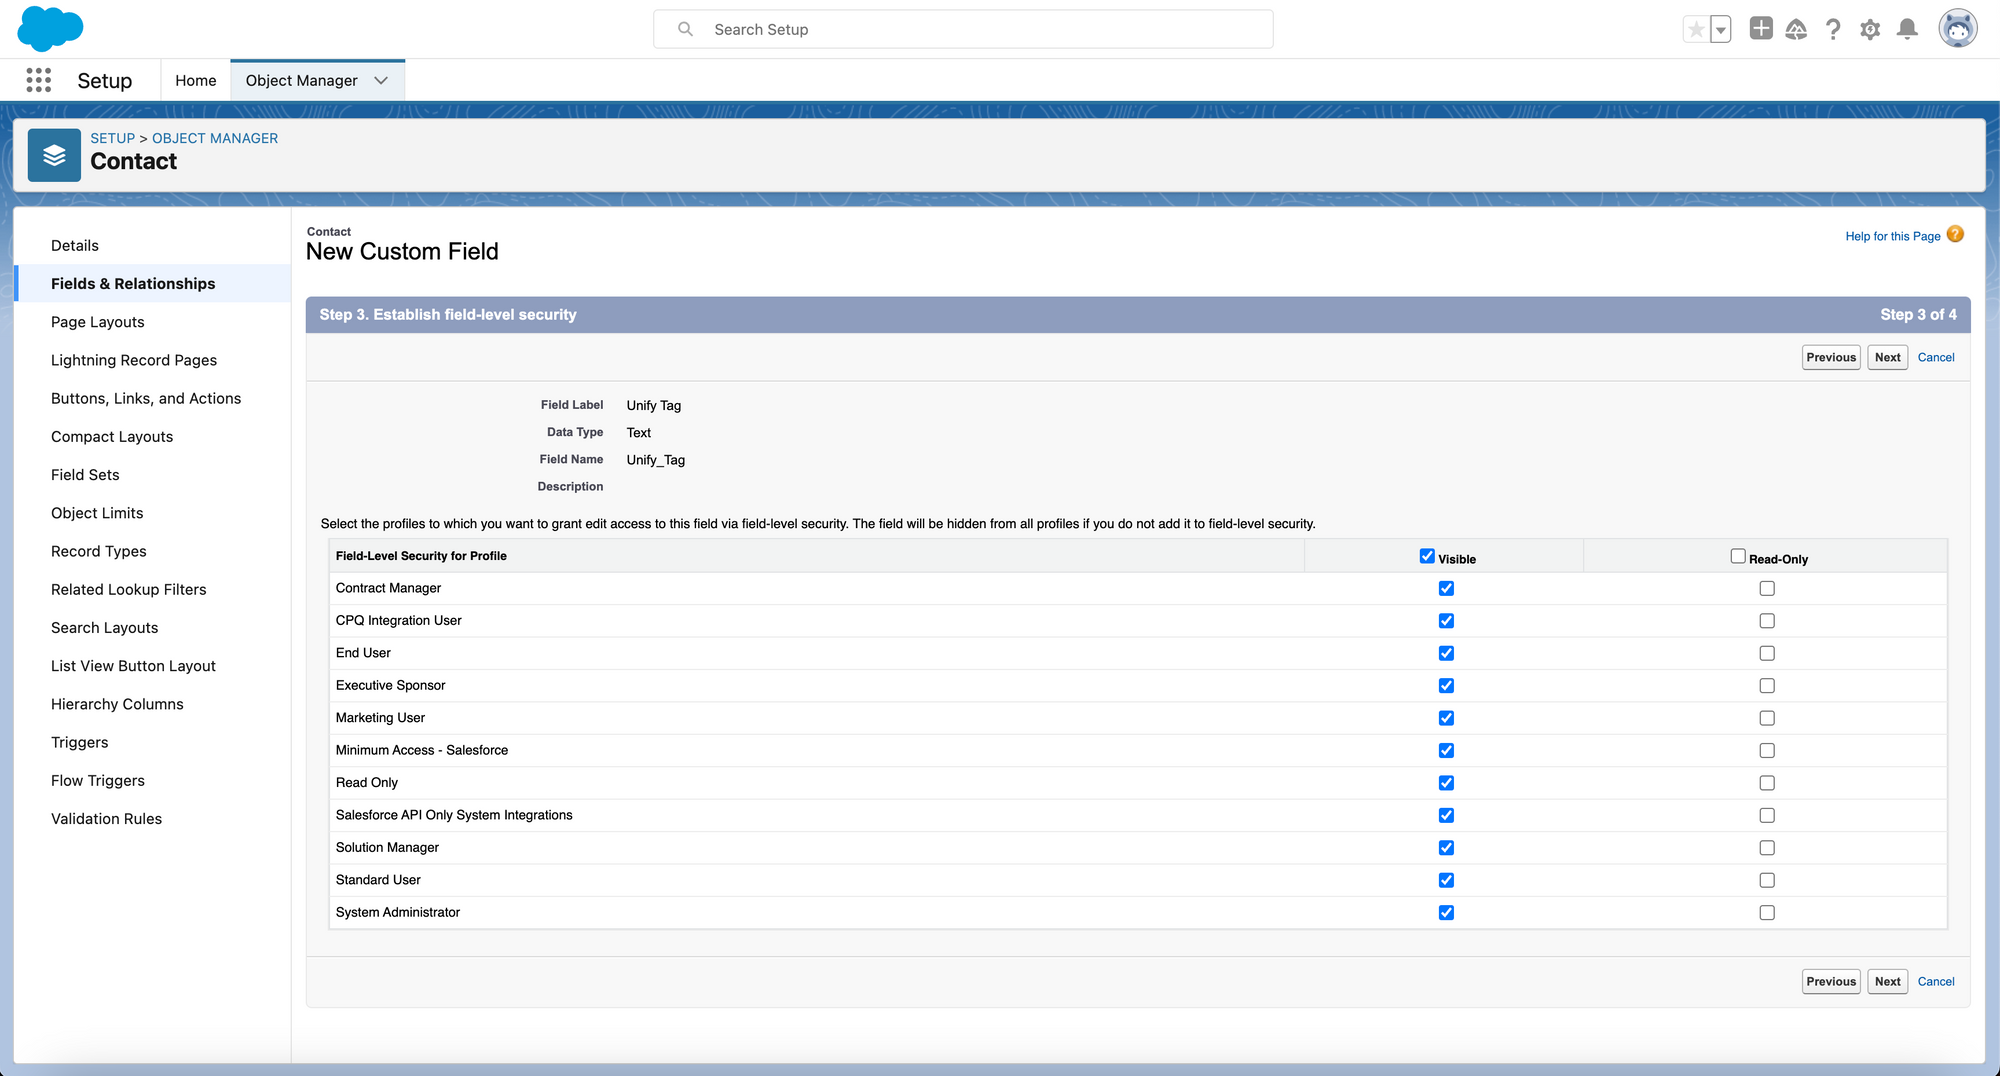 Search Setup
Setup
Home
Object Manager
SETUP > OBJECT MANAGER
Contact
Details
Fields & Relationships
Page Layouts
Lightning Record Pages
Buttons, Links, and Actions
Compact Layouts
Field Sets
Object Limits
Record Types
Related Lookup Filters
Search Layouts
List View Button Layout
Hierarchy Columns
Triggers
Flow Triggers
Validation Rules
Contact
New Custom Field
Help for this Page ?
Step 3. Establish field-level security Step 3 of 4
Previous Next Cancel
Field Label Unify Tag
Data Type Text
Field Name Unify_Tag
Description
Select the profiles to which you want to grant edit access to this field via field-level security. The field will be hidden from all profiles if you do not add it to field-level security.
Field-Level Security for Profile Visible Read-Only
Contract Manager
CPQ Integration User
End User
Executive Sponsor
Marketing User
Minimum Access - Salesforce
Read Only
Salesforce API Only System Integrations
Solution Manager
Standard User
System Administrator
Previous Next Cancel